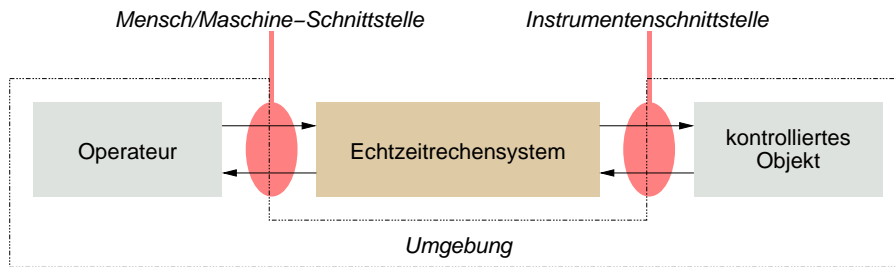 Mensch/Maschine−Schnittstelle
Instrumentenschnittstelle
Operateur
Echtzeitrechensystem
kontrolliertes
Objekt
Umgebung